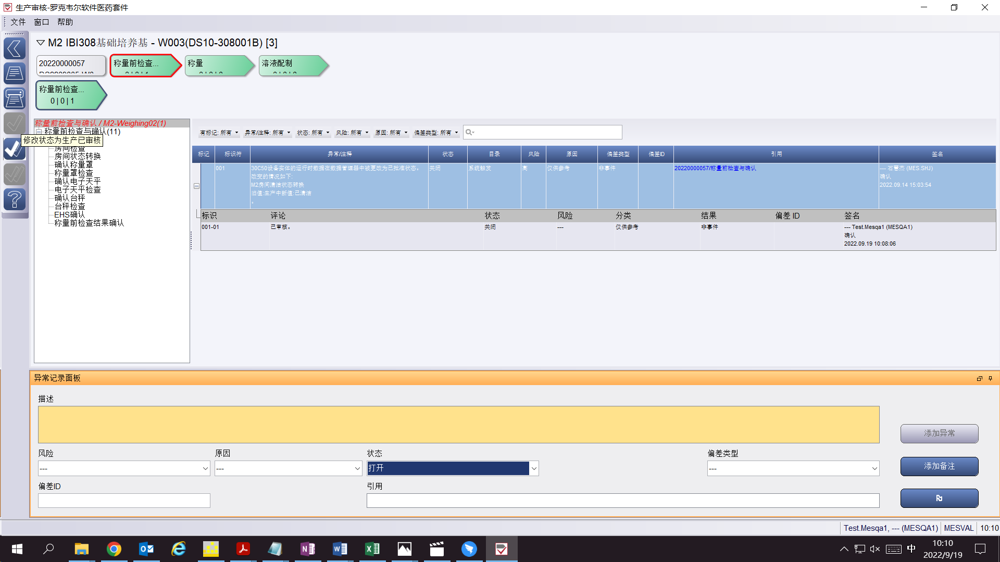 生产审核-罗克韦尔软件医药套件
文件 窗口 帮助
M2 IBI308基础培养基 - W003(DS10-308001B) [3]
20220000057
称量前检查...
称量
溶液配制
称量前检查...
0 | 0 | 1
称量前检查与确认 / M2-Weighing02(1)
称量前检查与确认(11)
修改状态为生产已审核
房间检查
房间状态转换
确认称量罩
称量罩检查
确认电子天平
电子天平检查
确认台秤
台秤检查
EHS确认
称量前检查结果确认
有标记: 所有 异常/注释: 所有 状态: 所有 风险: 所有 原因: 所有 偏差类型: 所有
标记 标识符 异常/注释 状态 目录 风险 原因 偏差类型 偏差ID 引用 签名
001 30C50设备实体的运行时数据在数据管理器中被更改为已批准状态。 关闭 系统触发 高 仅供参考 非事件 20220000057/称量前检查与确认 --- 石慧杰 (MES.SHJ)
改变的情况如下: 确认
M2房间清洁状态转换 2022.09.14 15:03:54
旧值:生产中新值:已清洁
。
标识 评论 状态 风险 分类 结果 偏差 ID 签名
001-01 已审核。 关闭 --- 仅供参考 非事件 --- Test.Mesqa1 (MESQA1)
确认
2022.09.19 10:08:06
异常记录面板
描述
添加异常
风险 原因 状态 偏差类型
--- --- 打开 ---
添加备注
偏差ID 引用
Test.Mesqa1, --- (MESQA1) MESVAL 10:10
中
10:10
2022/9/19